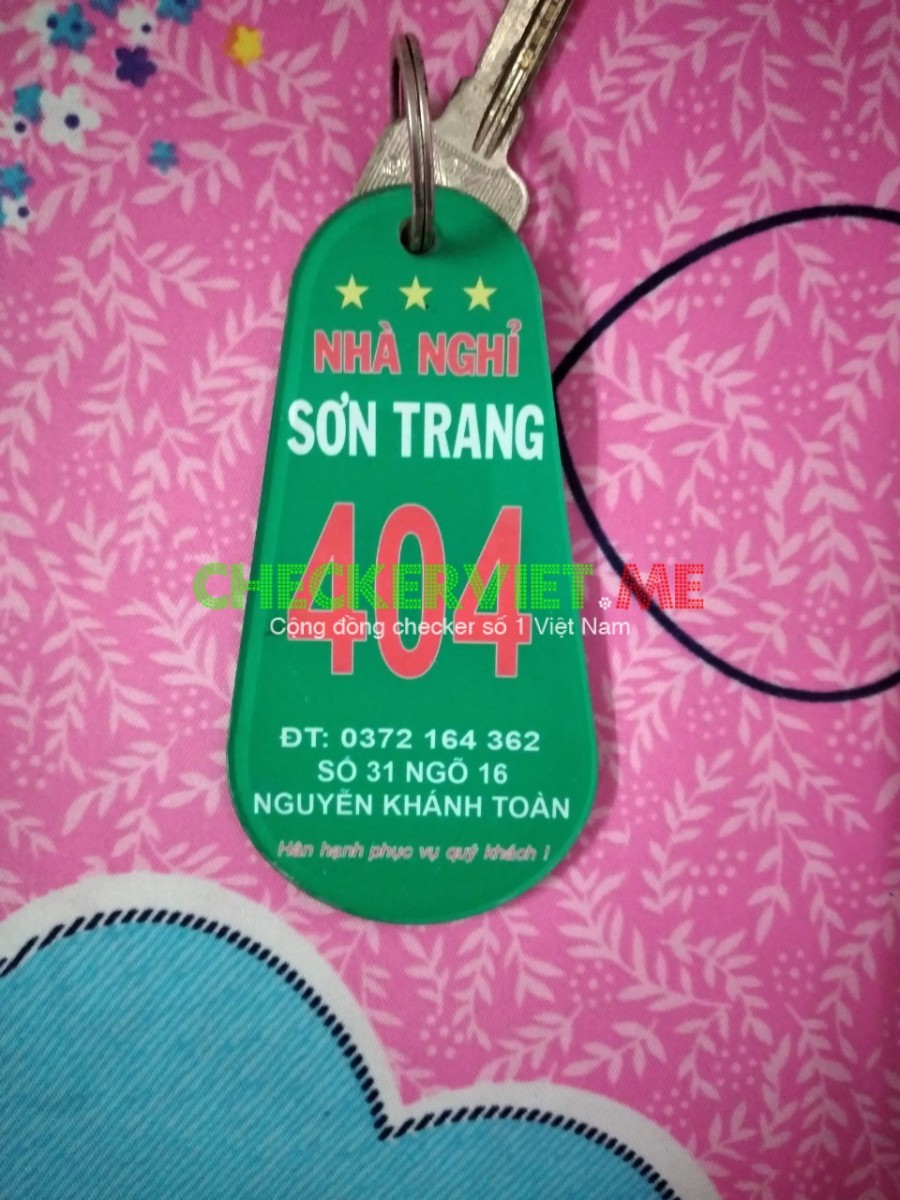 NHÀ NGHỈ
SƠN TRANG
404
CHECKERVIET.ME
Cộng đồng checker số 1 Việt Nam
ĐT: 0372 164 362
SỐ 31 NGÕ 16
NGUYỄN KHÁNH TOÀN
Hân hạnh phục vụ quý khách !